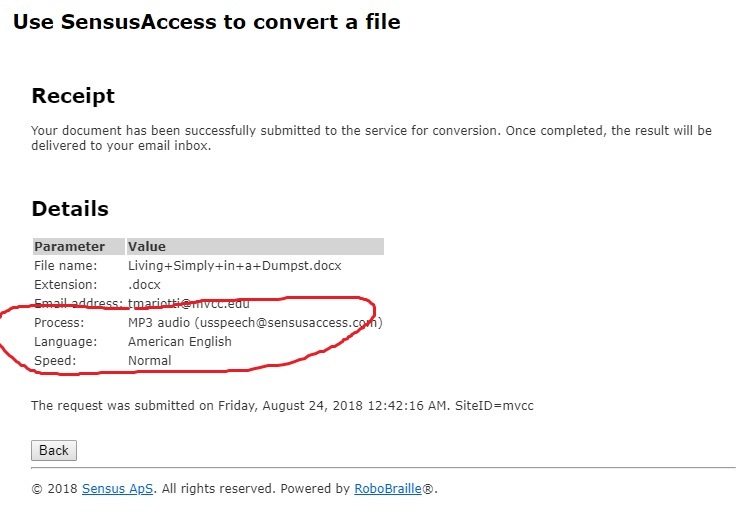 Use SensusAccess to convert a file
Receipt
Your document has been successfully submitted to the service for conversion. Once completed, the result will be
delivered to your email inbox.
Details
Parameter Value
File name: Living+Simply+in+a+Dumpst.docx
Extension: .docx
Email address: tmariotti@mvcc.edu
Process: MP3 audio (usspeech@sensusaccess.com)
Language: American English
Speed: Normal
The request was submitted on Friday, August 24, 2018 12:42:16 AM. SiteID=mvcc
Back
© 2018 Sensus ApS. All rights reserved. Powered by RoboBraille®.